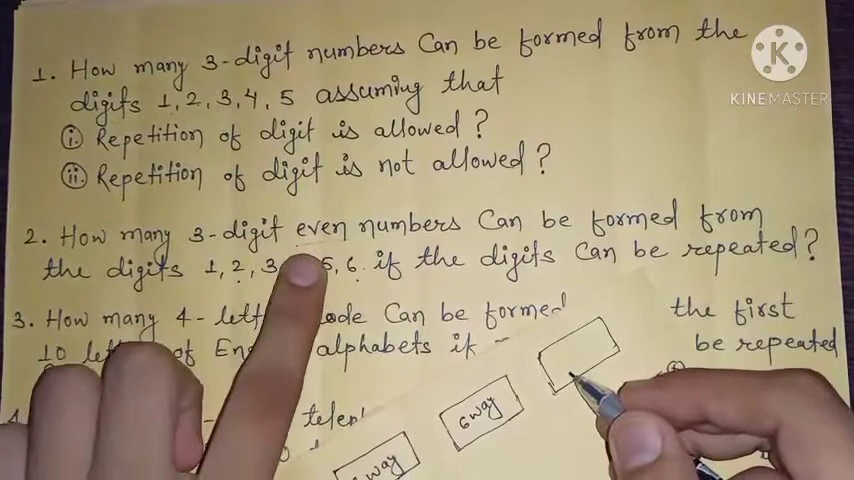 1. How many 3-digit numbers Can be formed from the
digits 1, 2, 3, 4, 5 assuming that
(i.) Repetition of digit is allowed ?
(ii.) Repetition of digit is not allowed ?
2. How many 3-digit even numbers Can be formed from
the digits 1, 2, 3, 5, 6. if the digits Can be repeated?
3. How many 4- Can be formed the first
10 of alphabets if be repeated
6 way
way
KINEMASTER